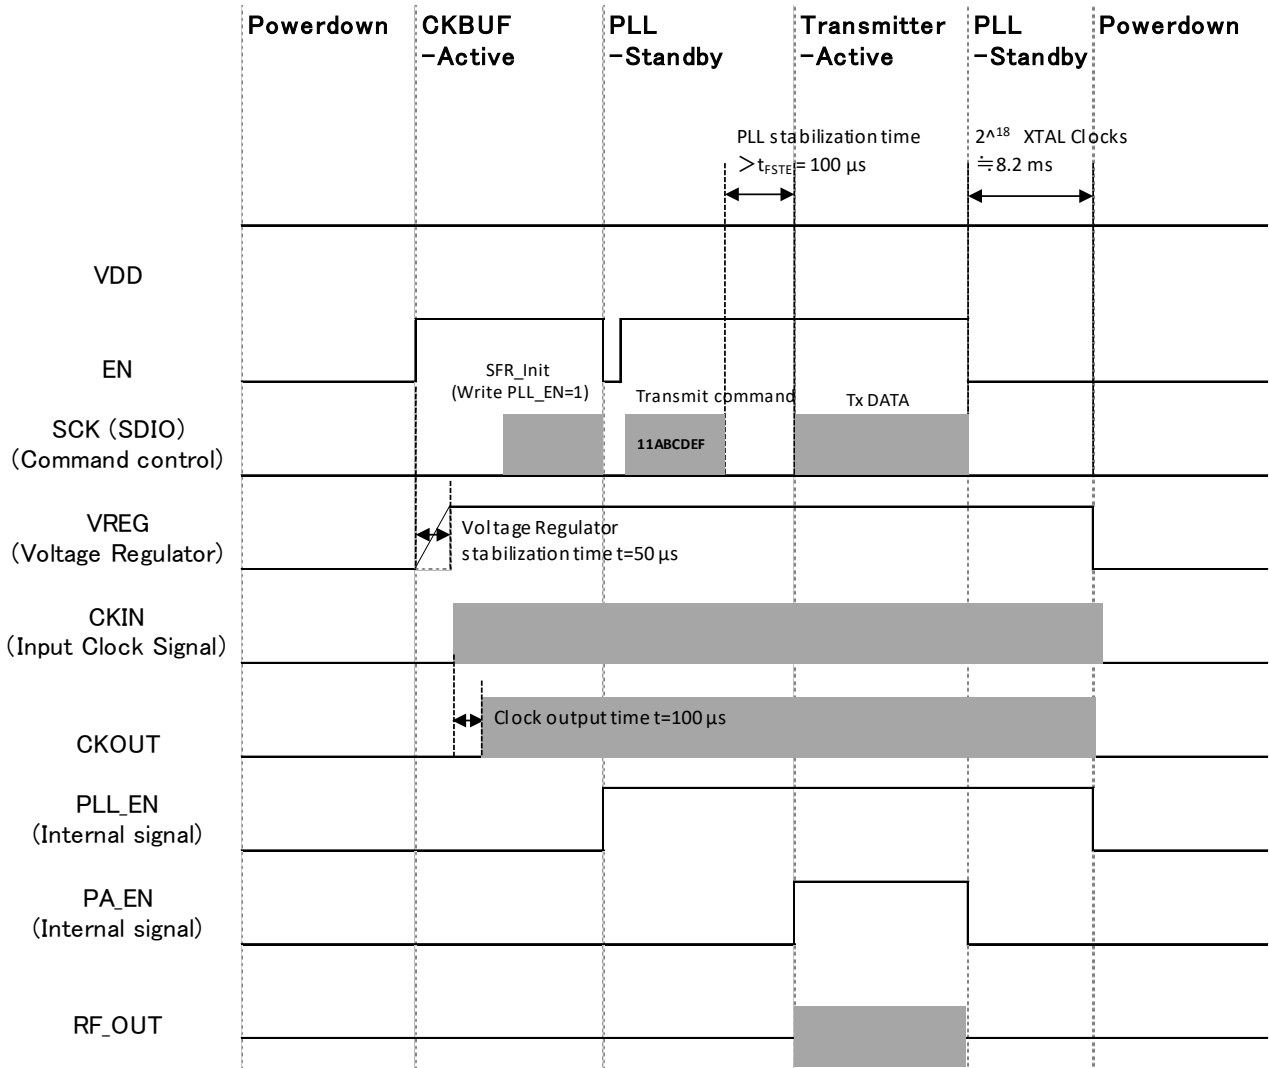 Powerdown
CKBUF
-Active
PLL
-Standby
Transmitter
-Active
PLL
-Standby
Powerdown
PLL stabilization time
＞tFSTE= 100 µs
2^18 XTAL Clocks
≒8.2 ms
VDD
EN
SFR_Init
(Write PLL_EN=1)
Transmit command
Tx DATA
SCK (SDIO)
(Command control)
11ABCDEF
VREG
(Voltage Regulator)
Voltage Regulator
stabilization time t=50 µs
CKIN
(Input Clock Signal)
Clock output time t=100 µs
CKOUT
PLL_EN
(Internal signal)
PA_EN
(Internal signal)
RF_OUT